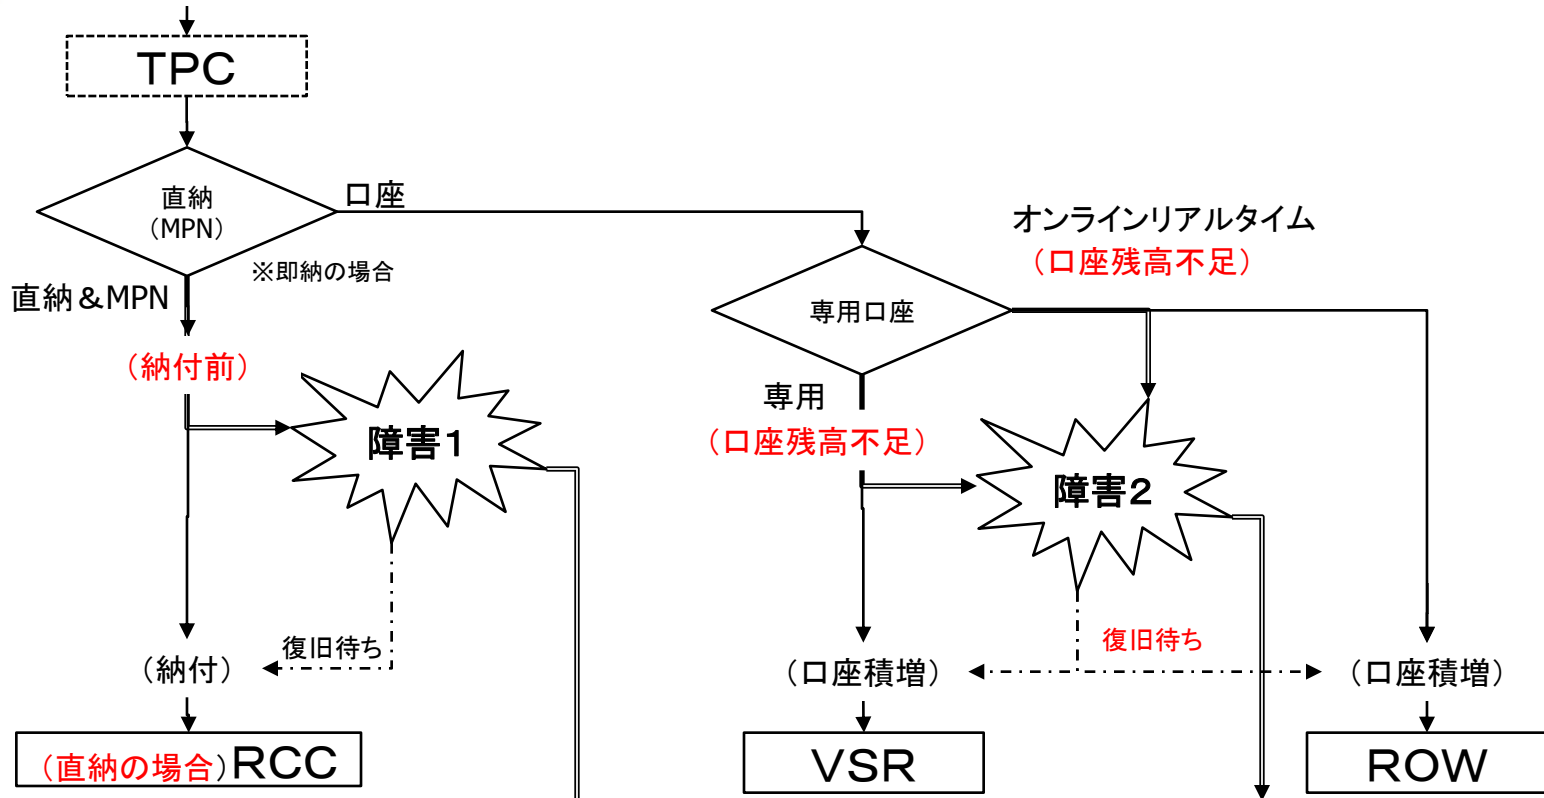 TPC
直納
(MPN)
口座
※即納の場合
直納&MPN
(納付前)
障害1
復旧待ち
(納付)
(直納の場合)RCC
オンラインリアルタイム
(口座残高不足)
専用口座
専用
(口座残高不足)
障害2
復旧待ち
(口座積増)
(口座積増)
VSR
ROW